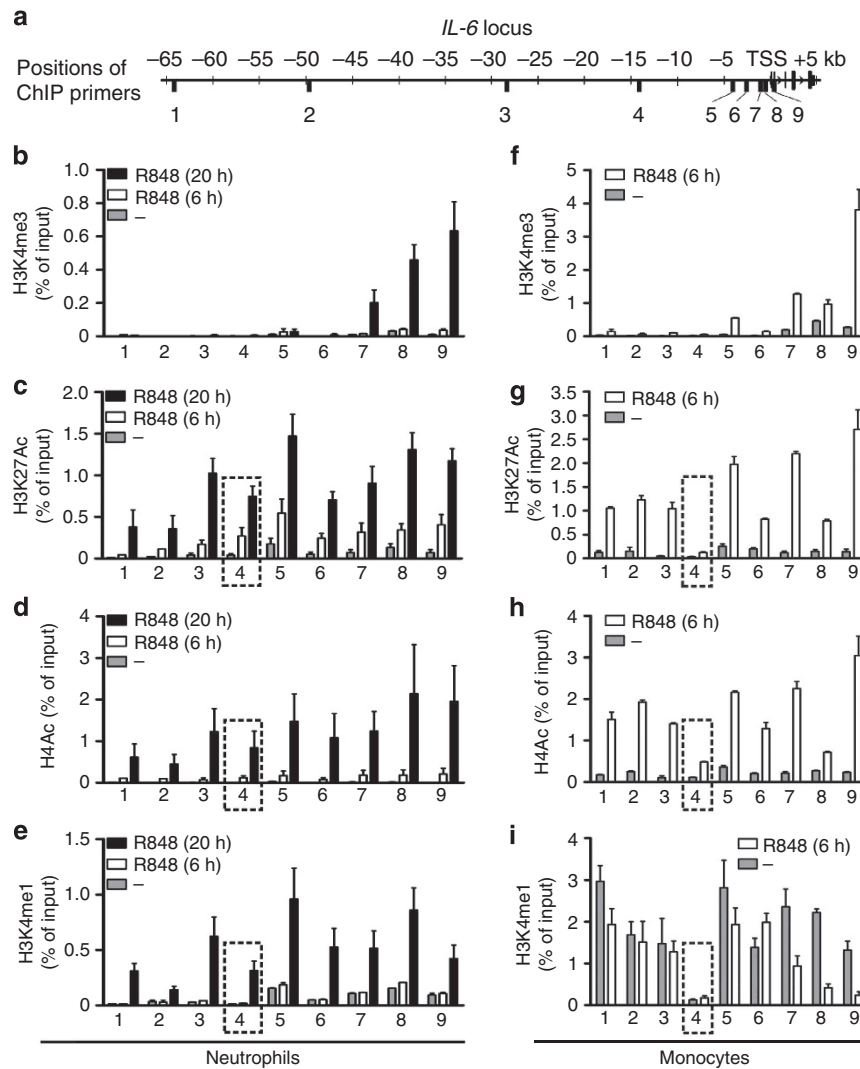 a
IL-6 locus
–65 –60 –55 –50 –45 –40 –35 –30 –25 –20 –15 –10 –5 TSS +5 kb
Positions of
ChIP primers
1 2 3 4 5 6 7 8 9
b
H3K4me3
(% of input)
1.0
0.8
0.6
0.4
0.2
0
R848 (20 h)
R848 (6 h)
–
1 2 3 4 5 6 7 8 9
f
H3K4me3
(% of input)
5
4
3
2
1
0
R848 (6 h)
–
1 2 3 4 5 6 7 8 9
c
H3K27Ac
(% of input)
2.0
1.5
1.0
0.5
0
R848 (20 h)
R848 (6 h)
–
1 2 3 4 5 6 7 8 9
g
H3K27Ac
(% of input)
3.5
3.0
2.5
2.0
1.5
1.0
0.5
0
R848 (6 h)
–
1 2 3 4 5 6 7 8 9
d
H4Ac (% of input)
4
3
2
1
0
R848 (20 h)
R848 (6 h)
–
1 2 3 4 5 6 7 8 9
h
H4Ac (% of input)
4
3
2
1
0
R848 (6 h)
–
1 2 3 4 5 6 7 8 9
e
H3K4me1
(% of input)
1.5
1.0
0.5
0
R848 (20 h)
R848 (6 h)
–
1 2 3 4 5 6 7 8 9
Neutrophils
i
H3K4me1
(% of input)
4
3
2
1
0
R848 (6 h)
–
1 2 3 4 5 6 7 8 9
Monocytes